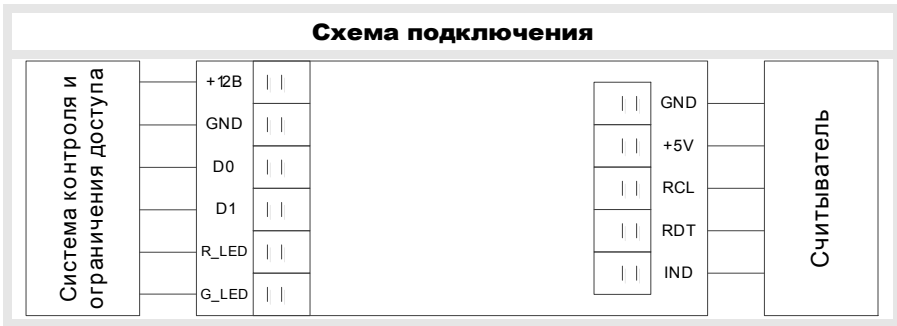 Схема подключения
Система контроля и
ограничения доступа
+12В
GND
D0
D1
R_LED
G_LED
GND
+5V
RCL
RDT
IND
Считыватель